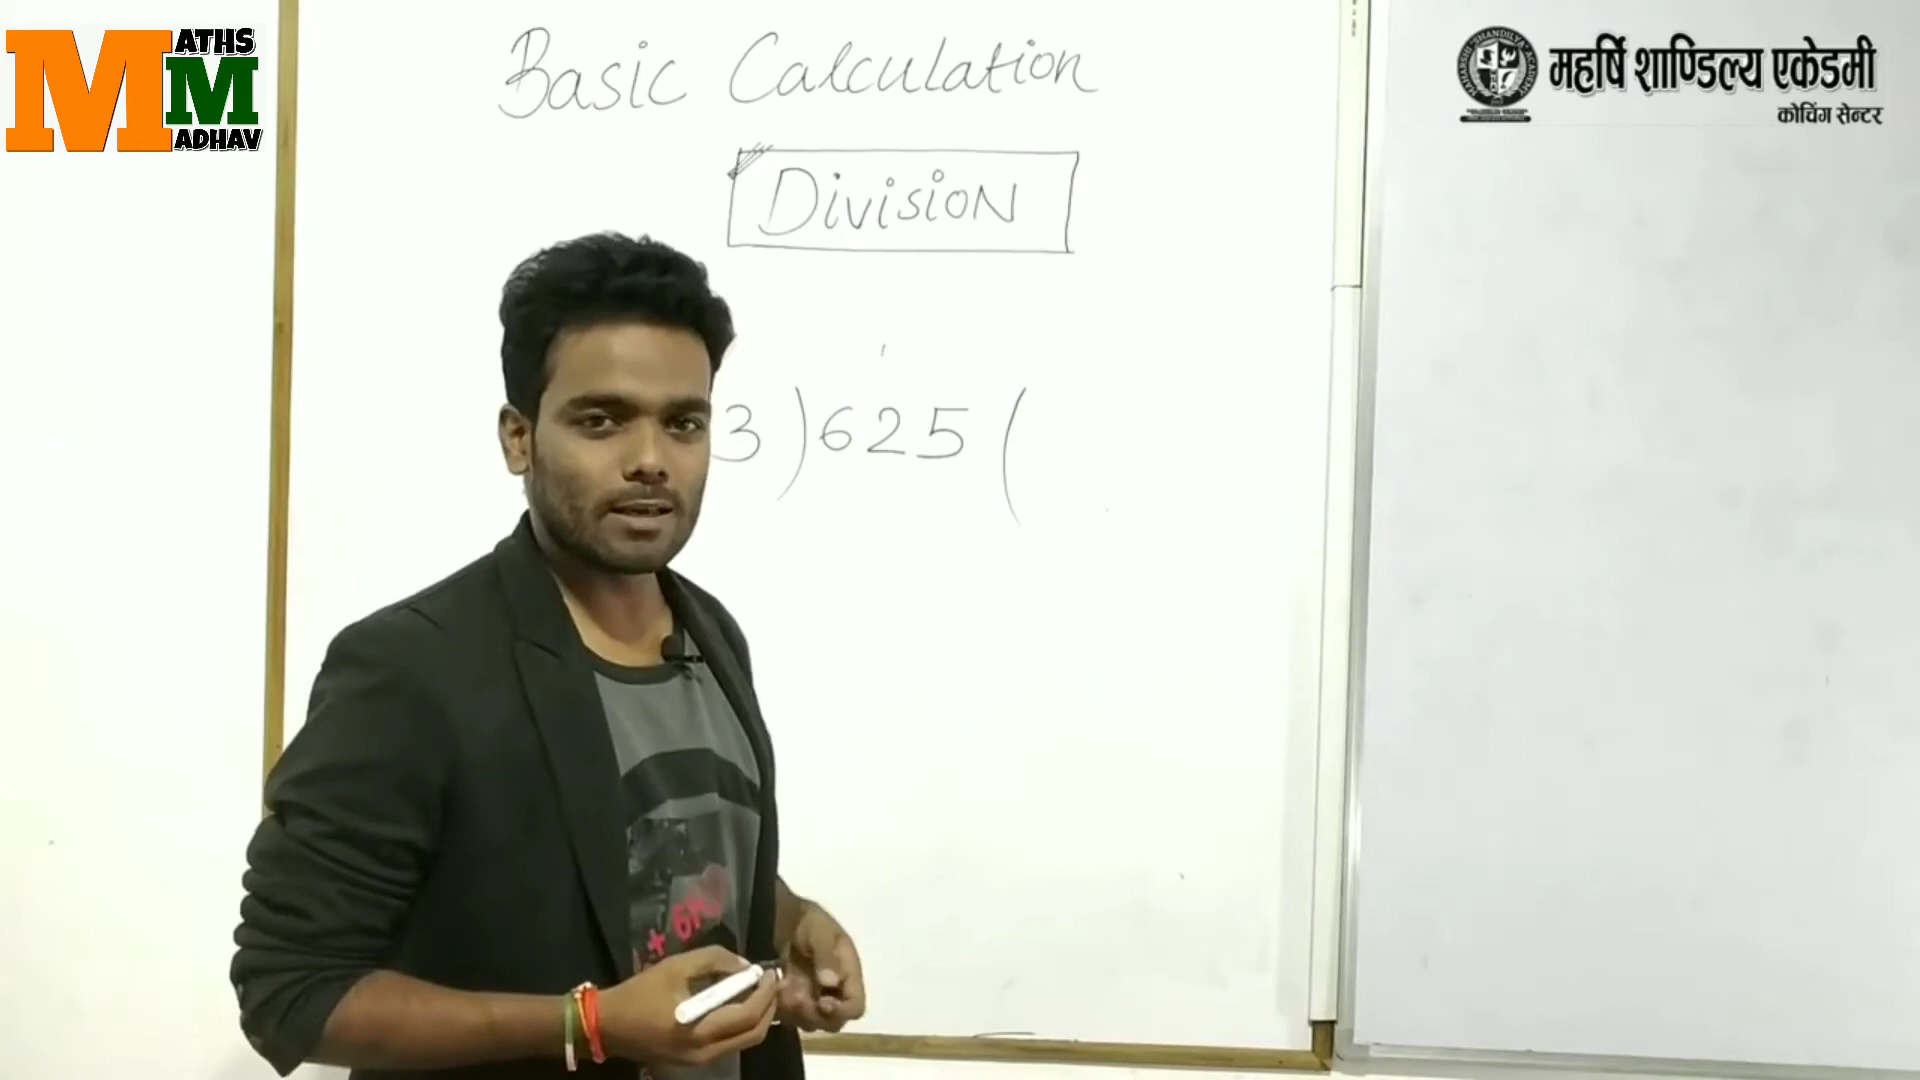 MATHS
MADHAV
महर्षि शाण्डिल्य एकेडमी
कोचिंग सेन्टर
Basic Calculation
Division
3 ) 625 (